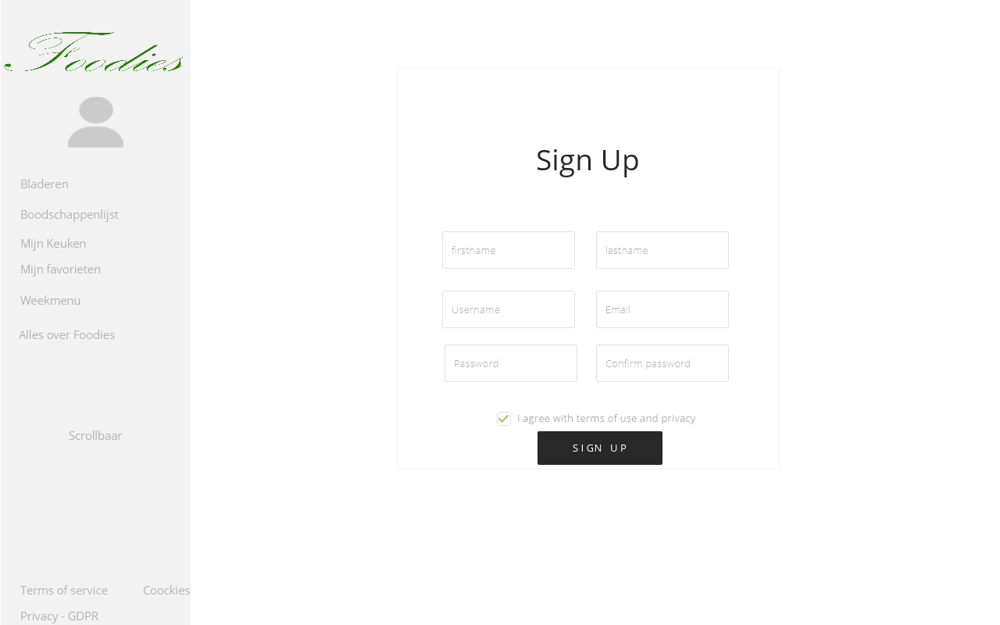 Foodies
Bladeren
Boodschappenlijst
Mijn Keuken
Mijn favorieten
Weekmenu
Alles over Foodies
Scrollbaar
Terms of service Coockies
Privacy - GDPR
Sign Up
firstname lastname
Username Email
Password Confirm password
I agree with terms of use and privacy
SIGN UP